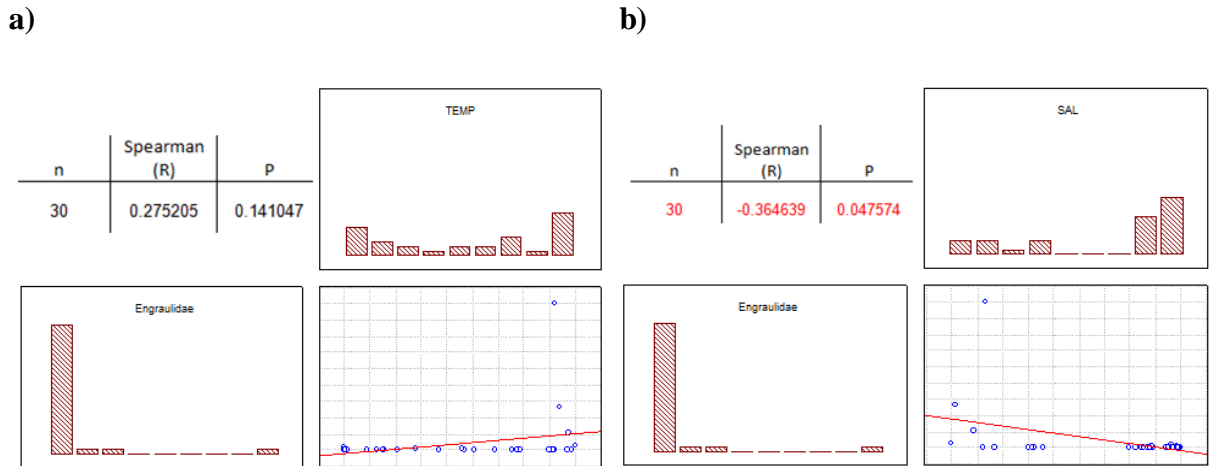 a)
b)
TEMP
n Spearman (R) P
30 0.275205 0.141047
Engraulidae
SAL
n Spearman (R) P
30 -0.364639 0.047574
Engraulidae